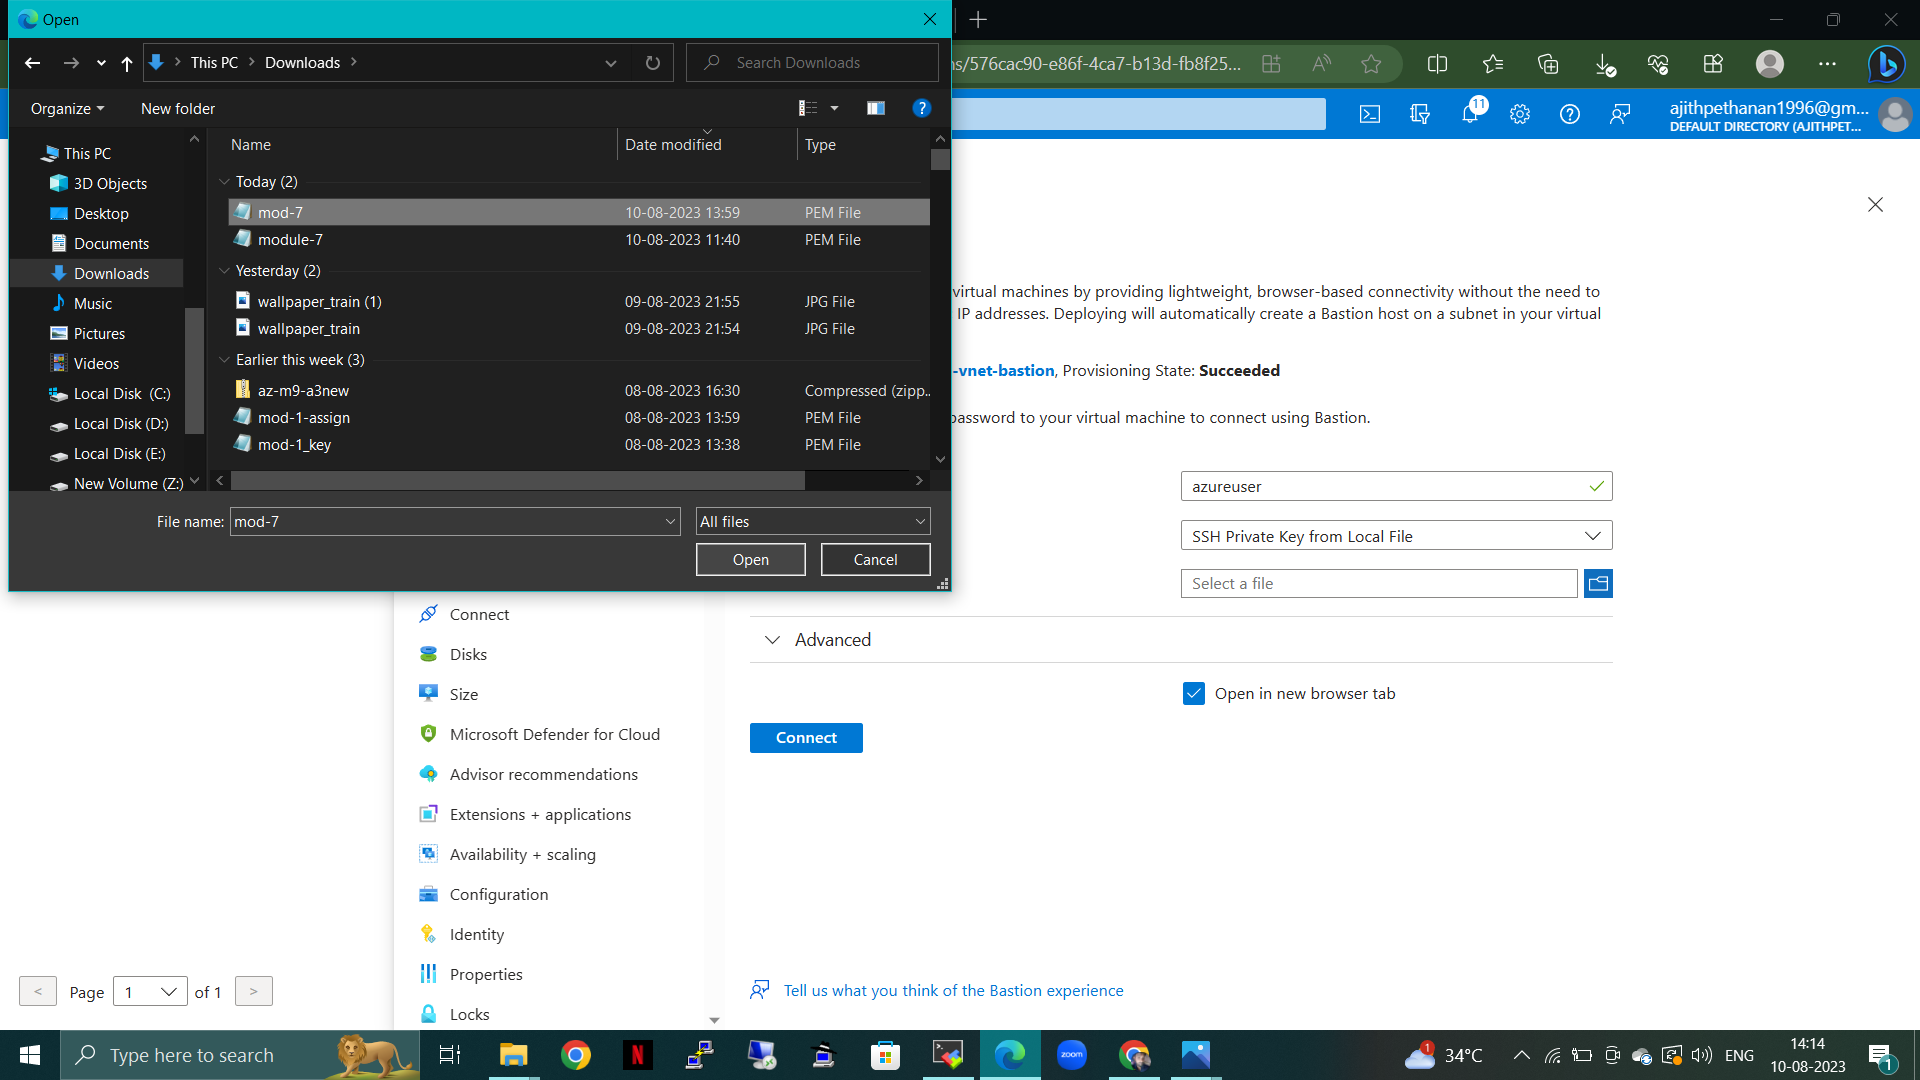 Open
This PC
Downloads
Search Downloads
ns/576cac90-e86f-4ca7-b13d-fb8f25...
Organize
New folder
11
ajithpethanan1996@gm...
DEFAULT DIRECTORY (AJITHPET...
This PC
3D Objects
Desktop
Documents
Downloads
Music
Pictures
Videos
Local Disk (C:)
Local Disk (D:)
Local Disk (E:)
New Volume (Z:)
Name Date modified Type
Today (2)
mod-7 10-08-2023 13:59 PEM File
module-7 10-08-2023 11:40 PEM File
Yesterday (2)
wallpaper_train (1) 09-08-2023 21:55 JPG File
wallpaper_train 09-08-2023 21:54 JPG File
Earlier this week (3)
az-m9-a3new 08-08-2023 16:30 Compressed (zipp...
mod-1-assign 08-08-2023 13:59 PEM File
mod-1_key 08-08-2023 13:38 PEM File
File name: mod-7 All files
Open Cancel
virtual machines by providing lightweight, browser-based connectivity without the need to
IP addresses. Deploying will automatically create a Bastion host on a subnet in your virtual
-vnet-bastion, Provisioning State: Succeeded
password to your virtual machine to connect using Bastion.
azureuser
SSH Private Key from Local File
Select a file
Advanced
Open in new browser tab
Connect
Connect
Disks
Size
Microsoft Defender for Cloud
Advisor recommendations
Extensions + applications
Availability + scaling
Configuration
Identity
Properties
Locks
< Page 1 of 1 >
Tell us what you think of the Bastion experience
Type here to search
N
zoom
1
34°C
ENG
14:14
10-08-2023
1